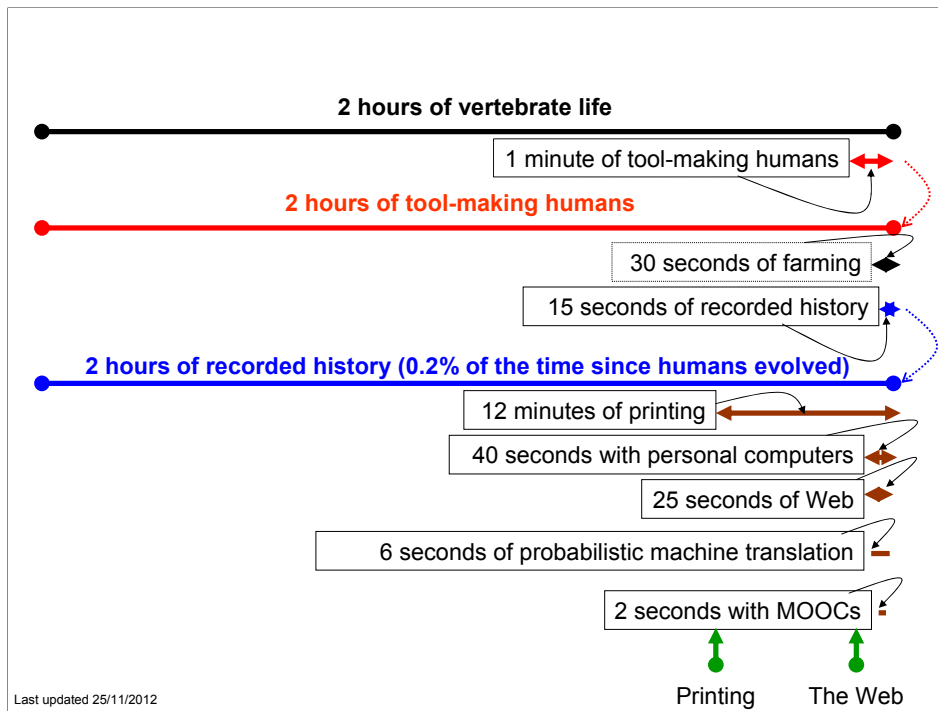 2 hours of vertebrate life
1 minute of tool-making humans
2 hours of tool-making humans
30 seconds of farming
15 seconds of recorded history
2 hours of recorded history (0.2% of the time since humans evolved)
12 minutes of printing
40 seconds with personal computers
25 seconds of Web
6 seconds of probabilistic machine translation
2 seconds with MOOCs
Printing
The Web
Last updated 25/11/2012